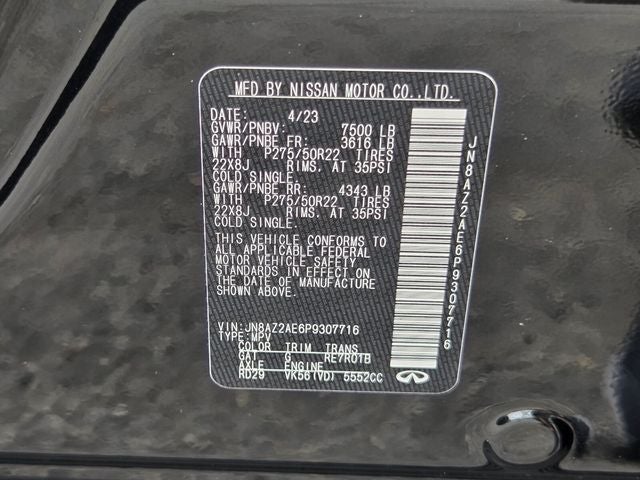 MFD BY NISSAN MOTOR CO.,LTD.
DATE: 4/23
GVWR/PNBV: 7500 LB
GAWR/PNBE FR: 3616 LB
WITH P275/50R22 TIRES
22X8J RIMS. AT 35PSI
COLD SINGLE.
GAWR/PNBE RR: 4343 LB
WITH P275/50R22 TIRES
22X8J RIMS. AT 35PSI
COLD SINGLE.
THIS VEHICLE CONFORMS TO
ALL APPLICABLE FEDERAL
MOTOR VEHICLE SAFETY
STANDARDS IN EFFECT ON
THE DATE OF MANUFACTURE
SHOWN ABOVE.
VIN:JN8AZ2AE6P9307716
TYPE:MPV
COLOR TRIM TRANS
GAT G RE7R01B
AXLE ENGINE
RD29 VK56(VD) 5552CC
JN8AZ2AE6P9307716